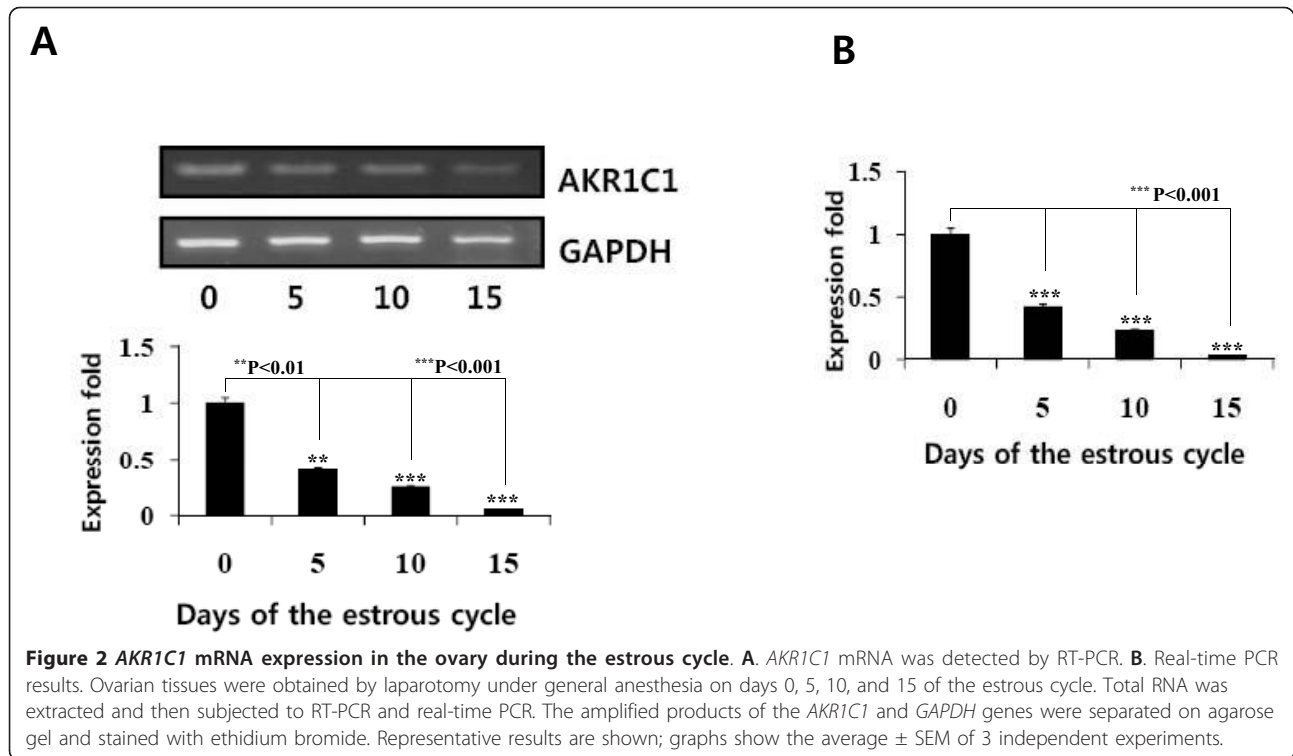 A
AKR1C1
GAPDH
0 5 10 15
1.5
**P<0.01
***P<0.001
1
0.5
**
***
***
0
Expression fold
0 5 10 15
Days of the estrous cycle
B
1.5
***P<0.001
1
0.5
***
***
***
0
Expression fold
0 5 10 15
Days of the estrous cycle
Figure 2 AKR1C1 mRNA expression in the ovary during the estrous cycle. A. AKR1C1 mRNA was detected by RT-PCR. B. Real-time PCR
results. Ovarian tissues were obtained by laparotomy under general anesthesia on days 0, 5, 10, and 15 of the estrous cycle. Total RNA was
extracted and then subjected to RT-PCR and real-time PCR. The amplified products of the AKR1C1 and GAPDH genes were separated on agarose
gel and stained with ethidium bromide. Representative results are shown; graphs show the average ± SEM of 3 independent experiments.